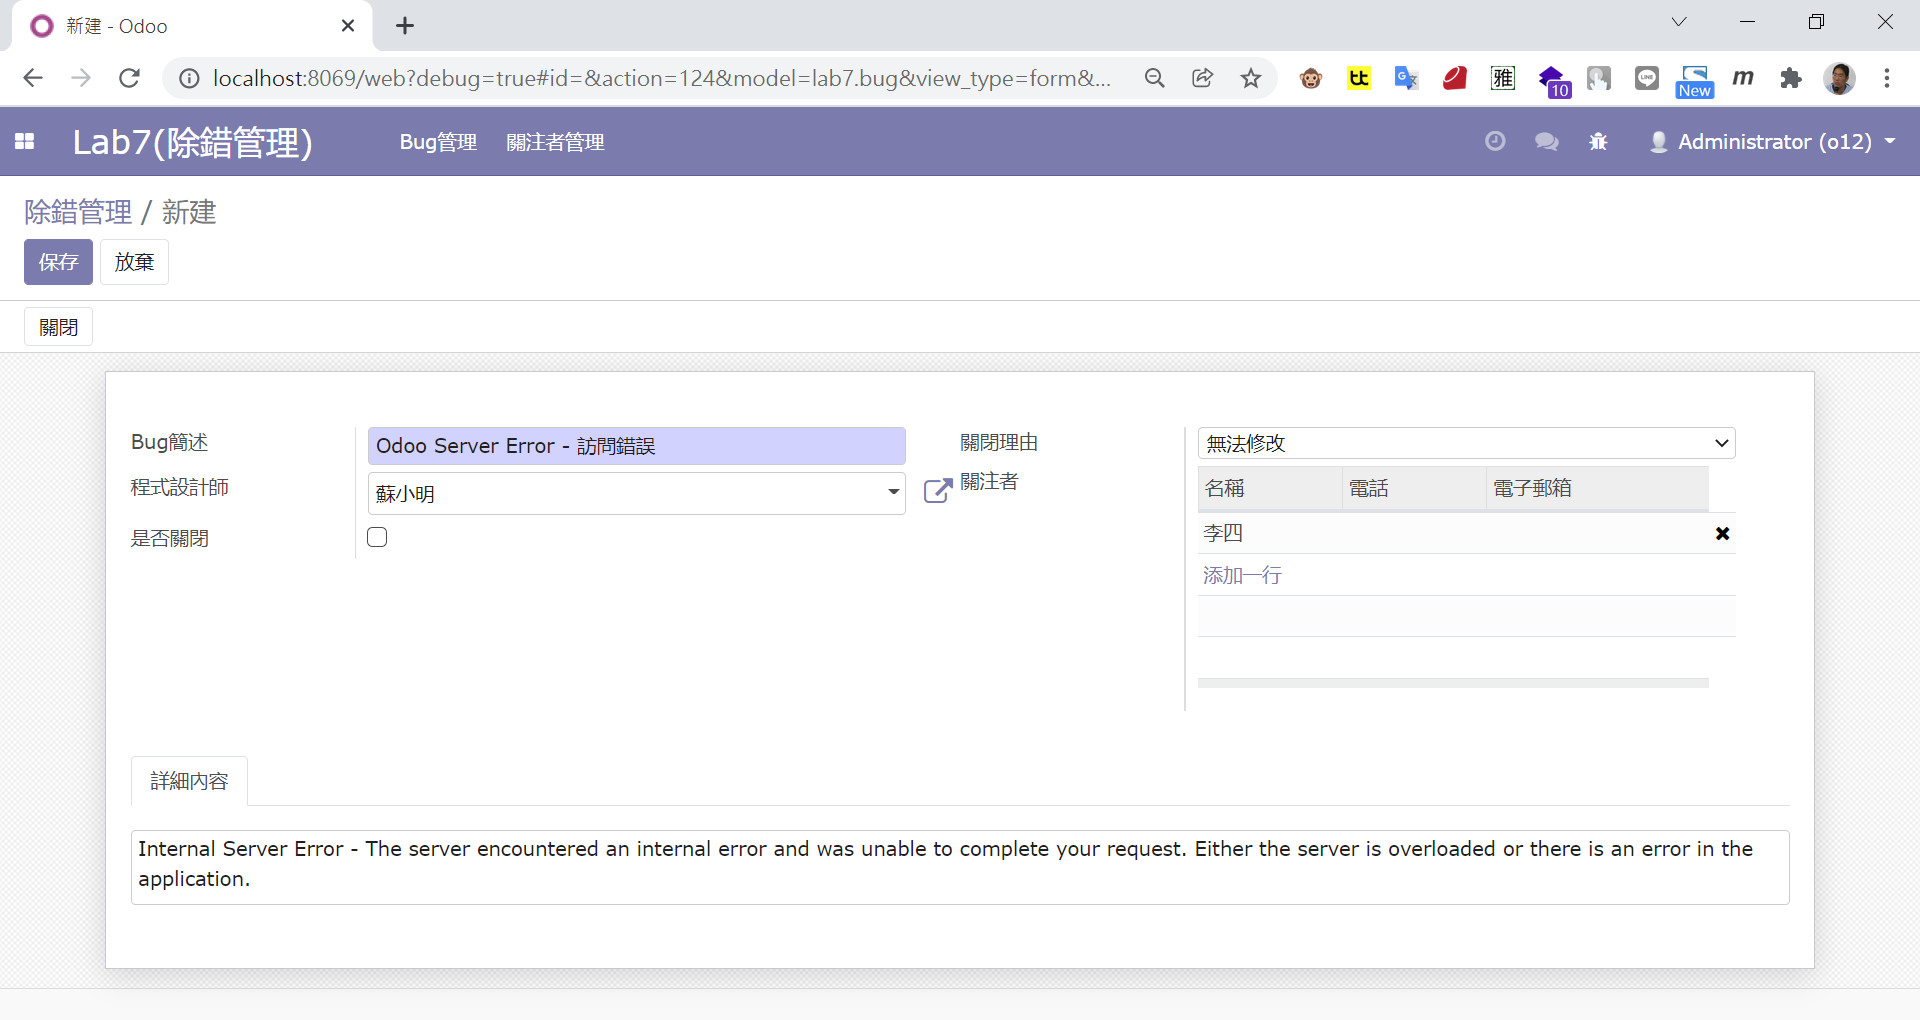 新建 - Odoo
localhost:8069/web?debug=true#id=&action=124&model=lab7.bug&view_type=form&...
tt
G
雅
10
LINE
New
m
Lab7(除錯管理)
Bug管理
關注者管理
Administrator (o12)
除錯管理 / 新建
保存
放棄
關閉
Bug簡述
Odoo Server Error - 訪問錯誤
程式設計師
蘇小明
是否關閉
關閉理由
無法修改
關注者
名稱 電話 電子郵箱
李四
添加一行
詳細內容
Internal Server Error - The server encountered an internal error and was unable to complete your request. Either the server is overloaded or there is an error in the
application.